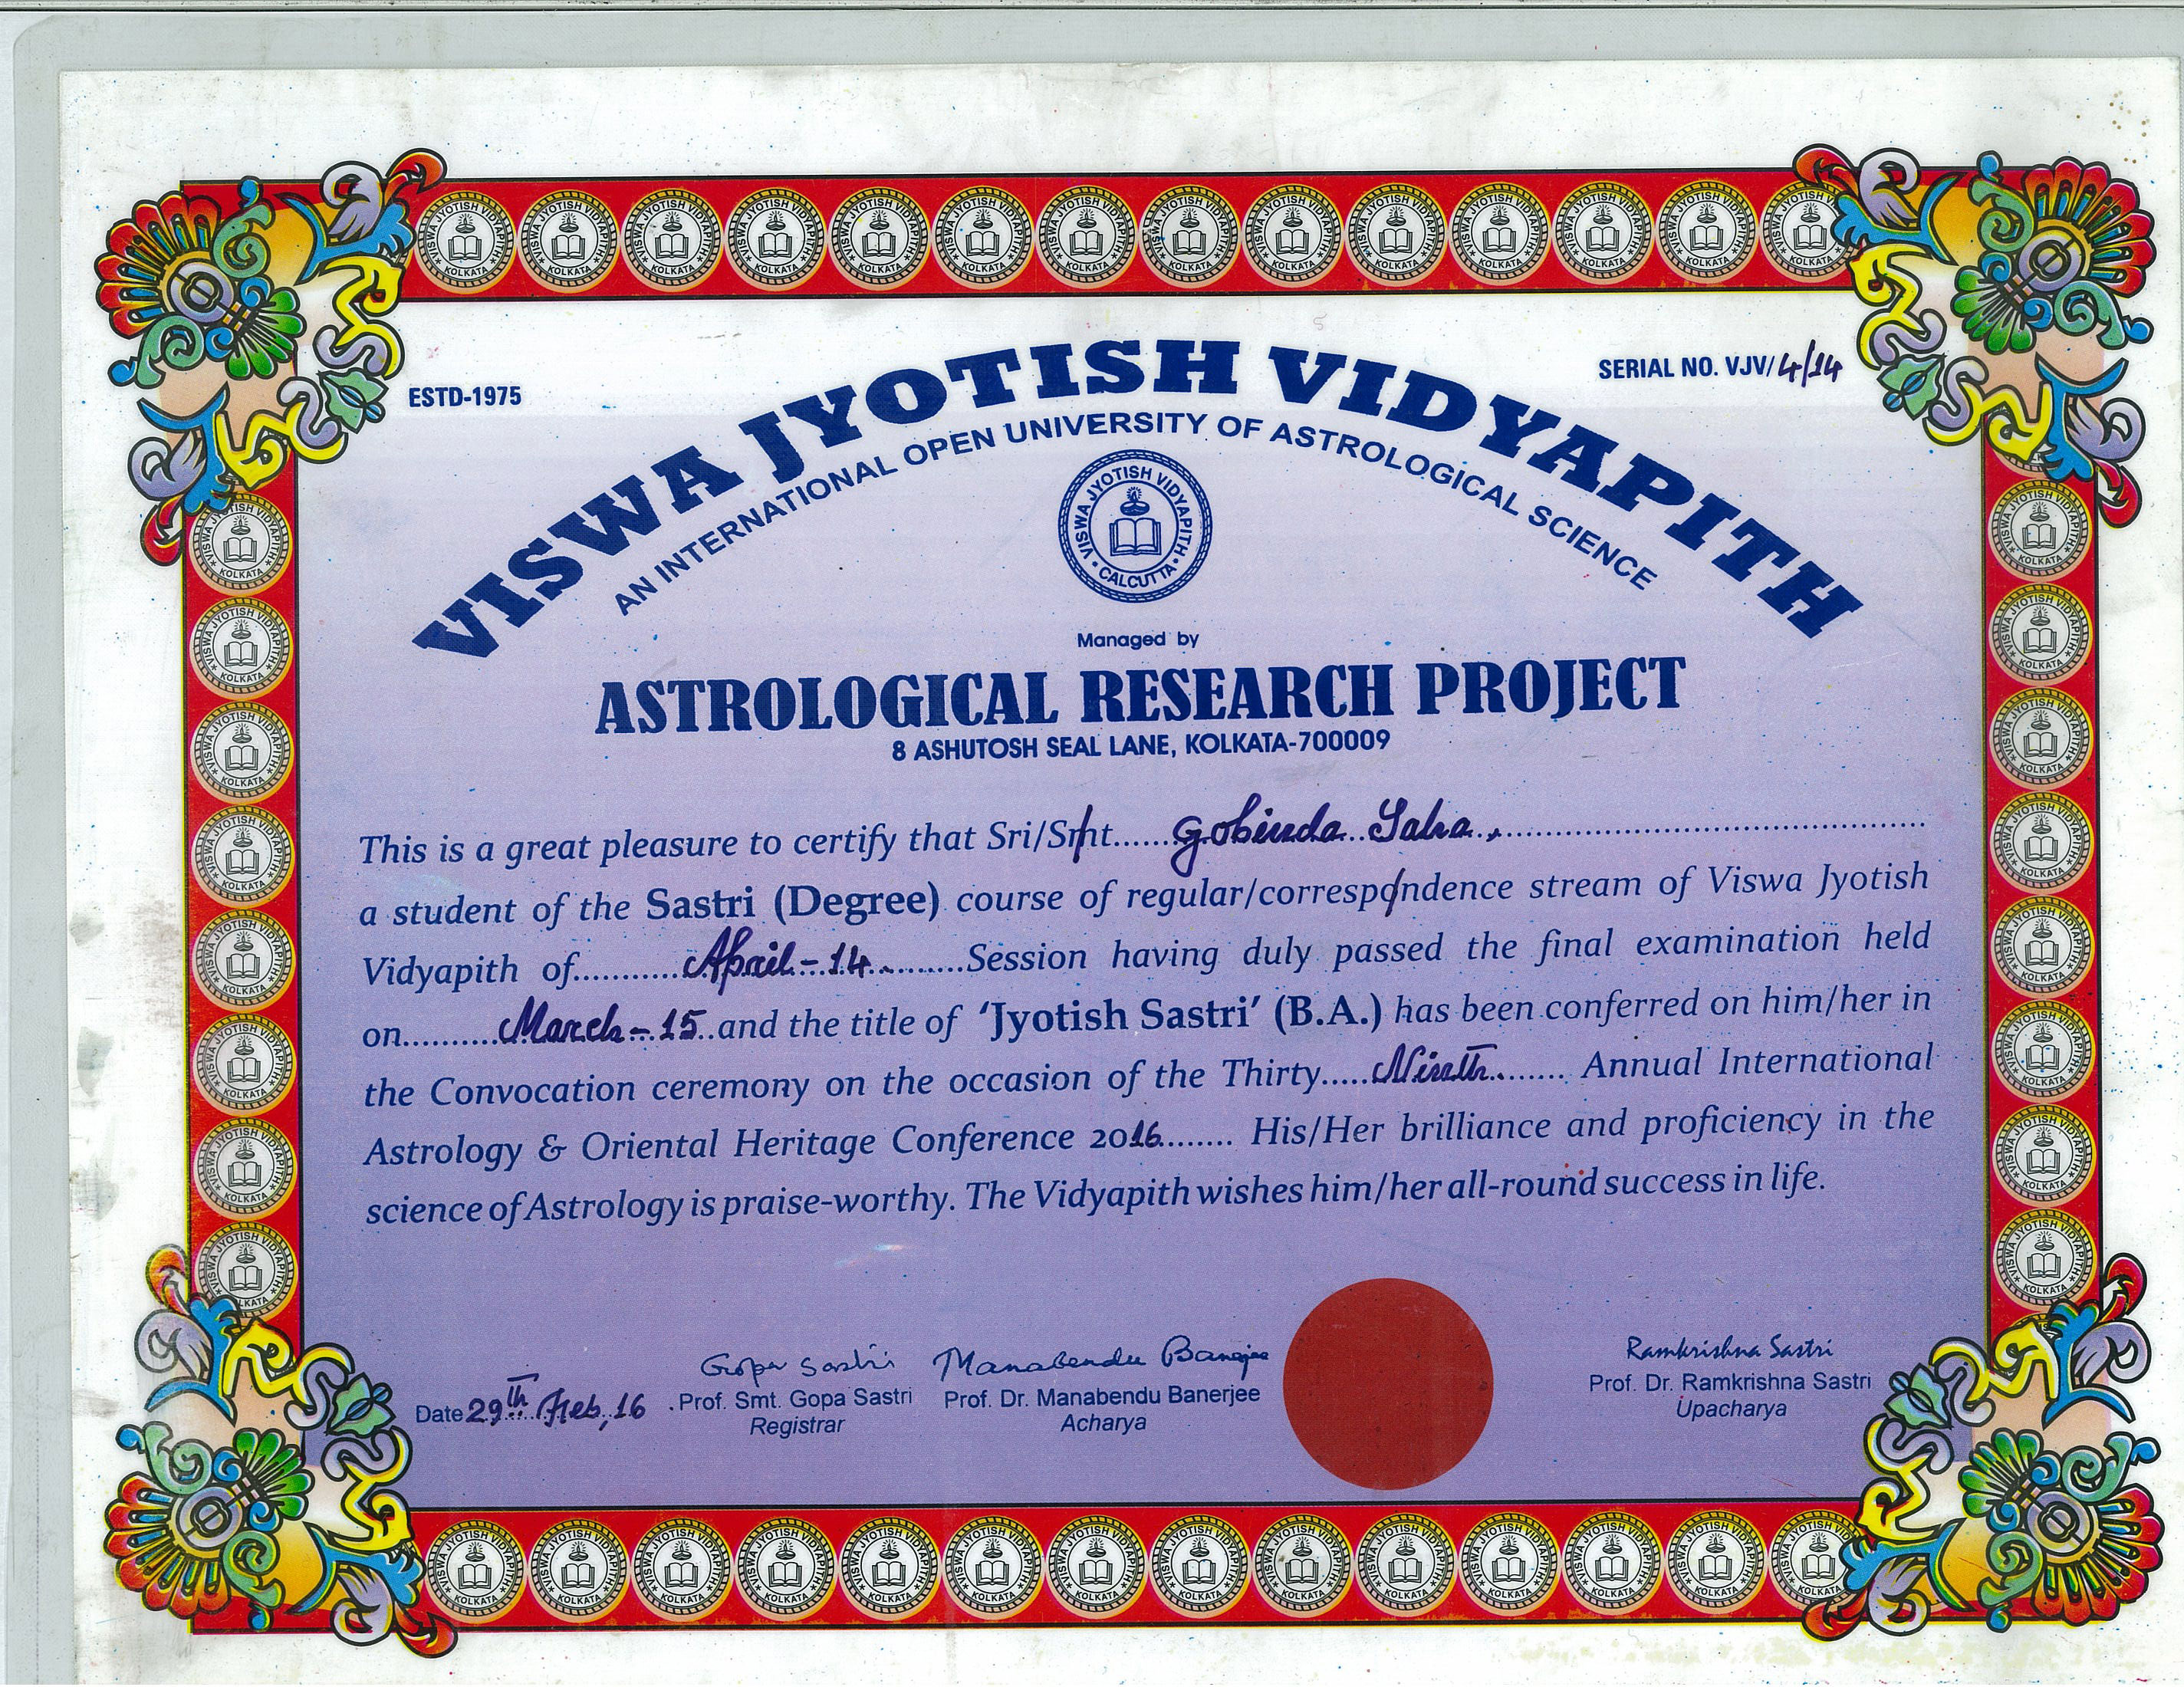 ESTD-1975
SERIAL NO. VJV/4/14
VISWA JYOTISH VIDYAPITH
AN INTERNATIONAL OPEN UNIVERSITY OF ASTROLOGICAL SCIENCE
VISWA JYOTISH VIDYAPITH
CALCUTTA
Managed by
ASTROLOGICAL RESEARCH PROJECT
8 ASHUTOSH SEAL LANE, KOLKATA-700009
This is a great pleasure to certify that Sri/Smt......Gobinda Saha
a student of the Sastri (Degree) course of regular/correspondence stream of Viswa Jyotish
Vidyapith of..........April-14..........Session having duly passed the final examination held
on..........March-15..and the title of 'Jyotish Sastri' (B.A.) has been conferred on him/her in
the Convocation ceremony on the occasion of the Thirty.....Nineth........ Annual International
Astrology & Oriental Heritage Conference 2016........ His/Her brilliance and proficiency in the
science of Astrology is praise-worthy. The Vidyapith wishes him/her all-round success in life.
Gopa Sastri Manabendu Banerjee Ramkrishna Sastri
Date 29th Feb, 16 Prof. Smt. Gopa Sastri Prof. Dr. Manabendu Banerjee Prof. Dr. Ramkrishna Sastri
Registrar Acharya Upacharya
VISWA JYOTISH VIDYAPITH
KOLKATA